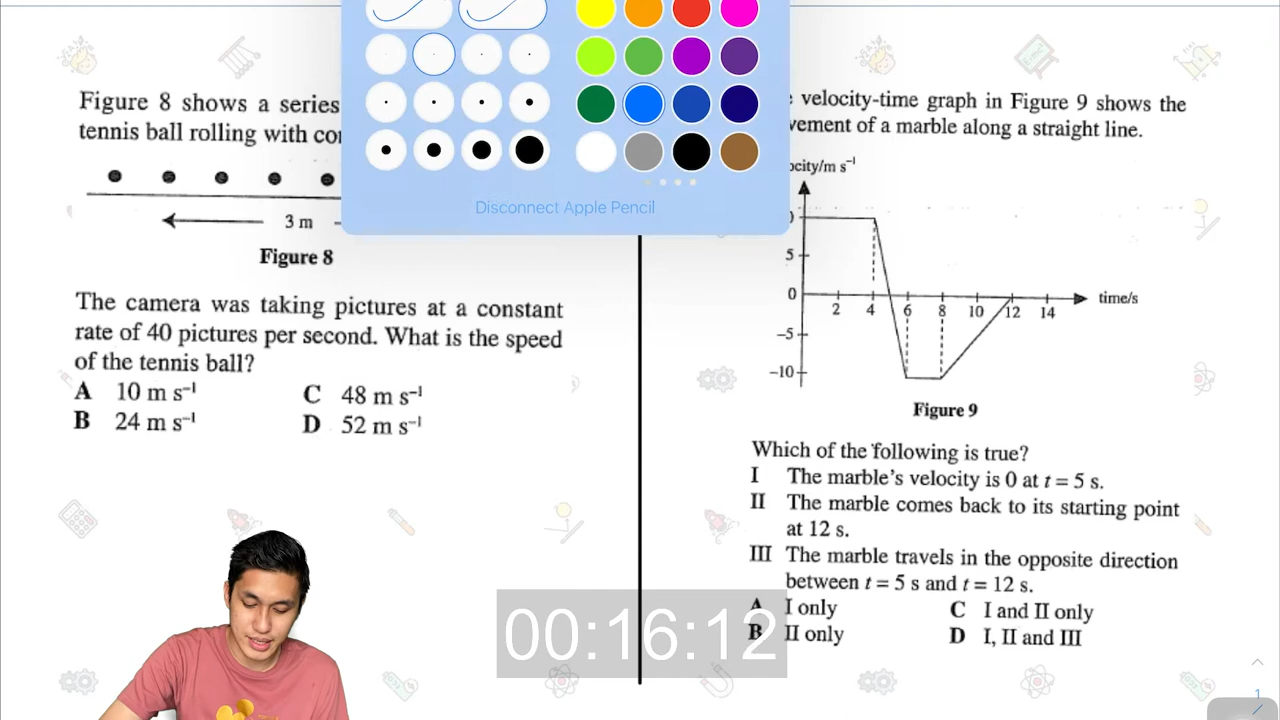 Figure 8 shows a series
tennis ball rolling with
3 m
Figure 8
The camera was taking pictures at a constant
rate of 40 pictures per second. What is the speed
of the tennis ball?
A 10 m s⁻¹
C 48 m s⁻¹
B 24 m s⁻¹
D 52 m s⁻¹
Disconnect Apple Pencil
velocity-time graph in Figure 9 shows the
along a straight line.
of a marble
m s⁻¹
5
0
-5
-10
2 4 6 8 10 12 14
time/s
Figure 9
Which of the following is true?
I The marble's velocity is 0 at t = 5 s.
II The marble comes back to its starting point
at 12 s.
III The marble travels in the opposite direction
between t = 5 s and t = 12 s.
A I only
C I and II only
B II only
D I, II and III
00:16:12
1